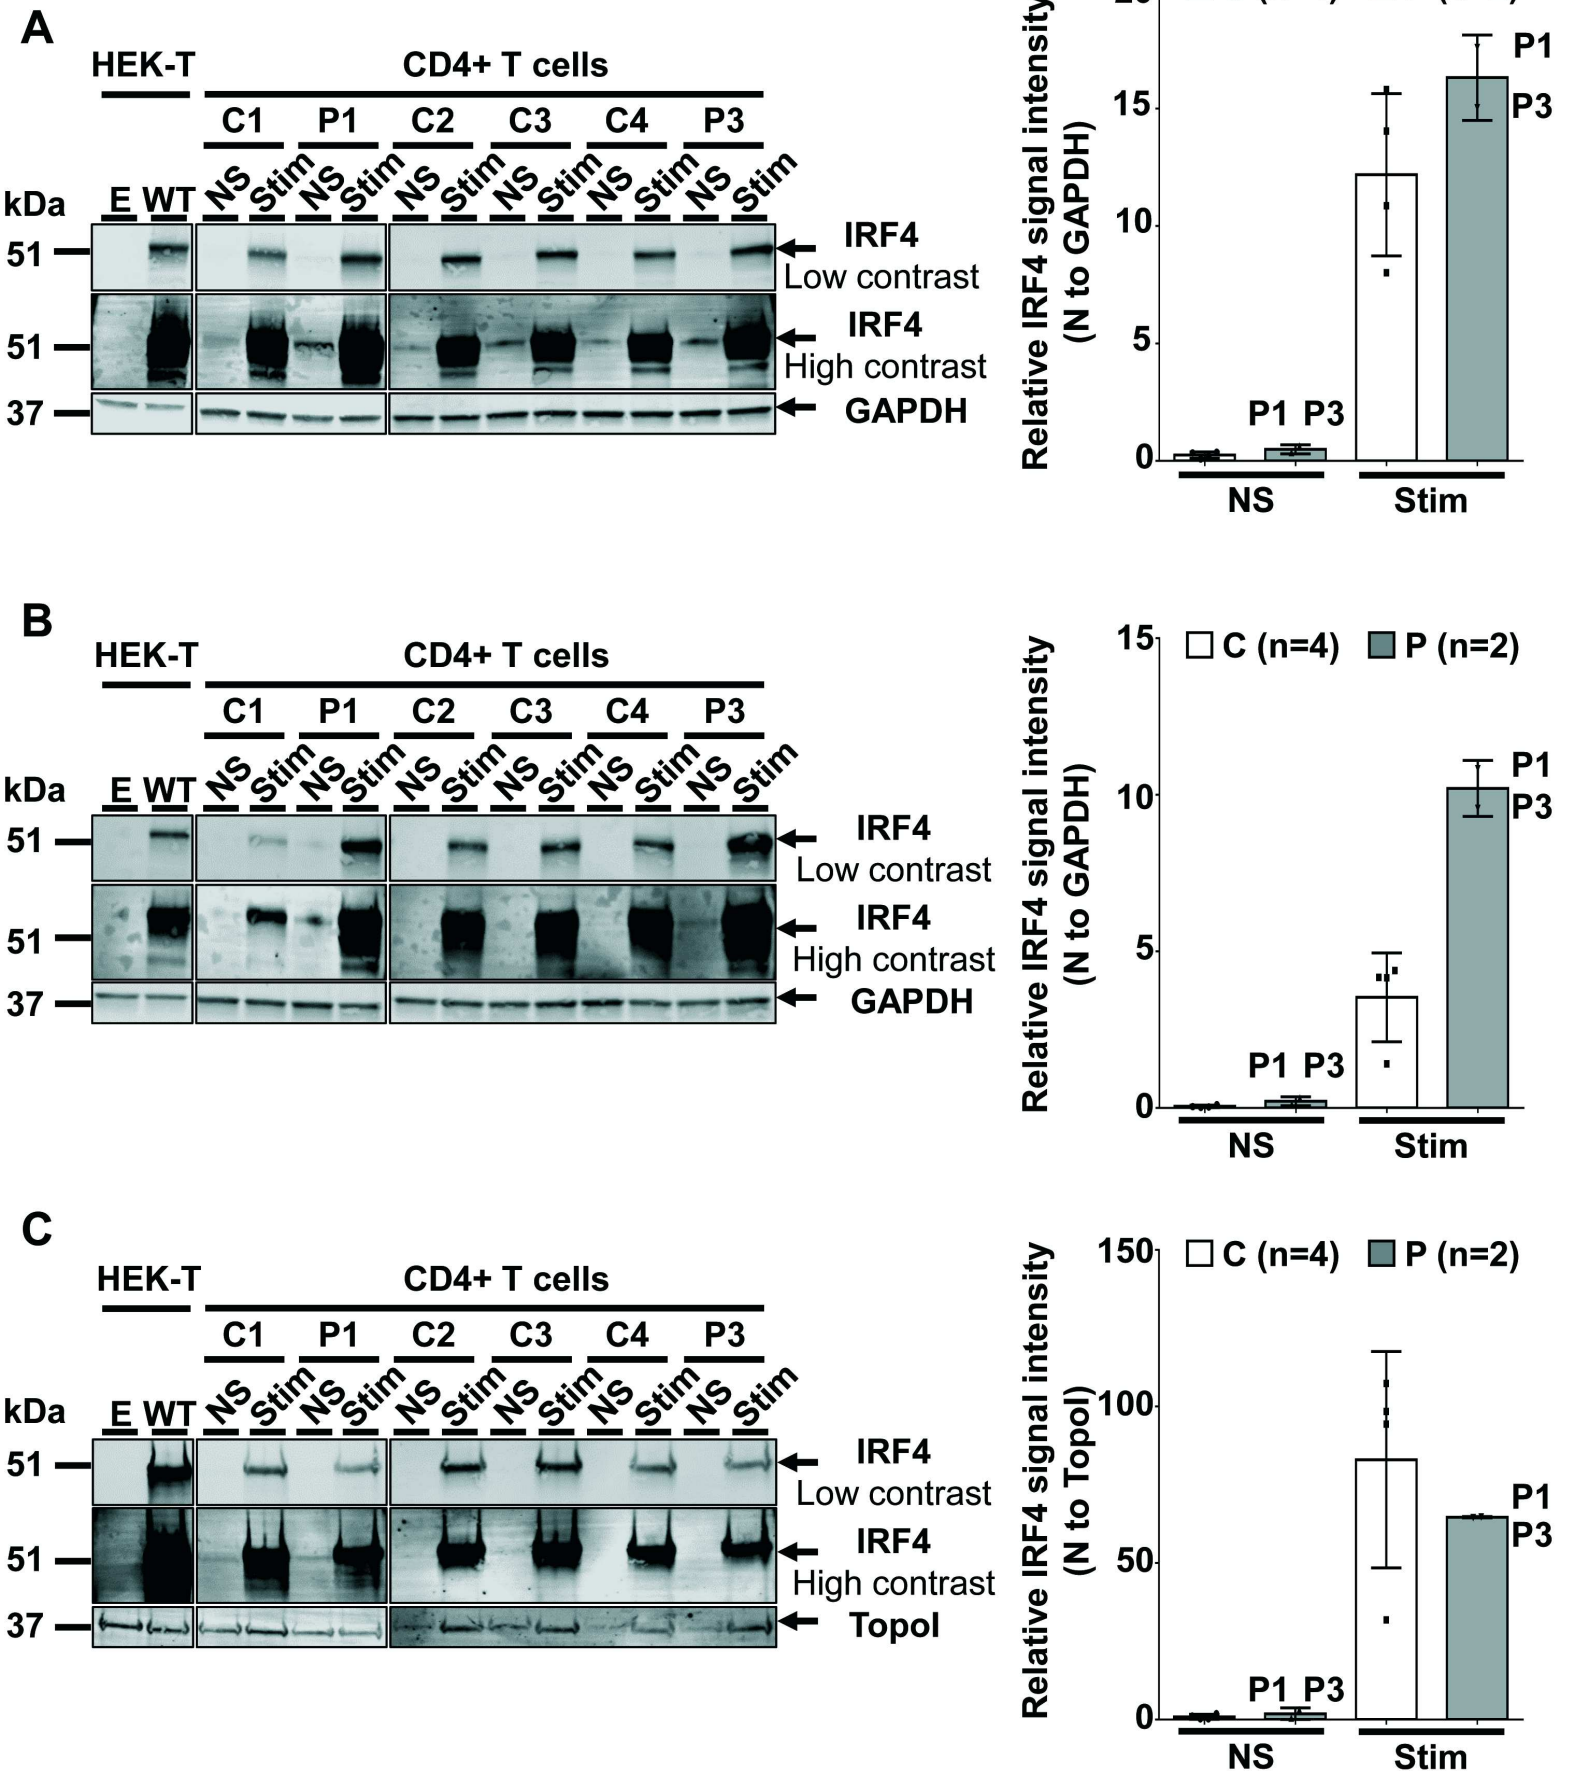 A
HEK-T CD4+ T cells
C1 P1 C2 C3 C4 P3
NS Stim NS Stim NS Stim NS Stim NS Stim NS Stim
kDa E WT
51 IRF4
Low contrast
51 IRF4
High contrast
37 GAPDH
Relative IRF4 signal intensity
(N to GAPDH)
15
10
5
0
P1
P3
P1 P3
NS Stim
B
HEK-T CD4+ T cells
C1 P1 C2 C3 C4 P3
NS Stim NS Stim NS Stim NS Stim NS Stim NS Stim
kDa E WT
51 IRF4
Low contrast
51 IRF4
High contrast
37 GAPDH
Relative IRF4 signal intensity
(N to GAPDH)
15
10
5
0
C (n=4) P (n=2)
P1
P3
P1 P3
NS Stim
C
HEK-T CD4+ T cells
C1 P1 C2 C3 C4 P3
NS Stim NS Stim NS Stim NS Stim NS Stim NS Stim
kDa E WT
51 IRF4
Low contrast
51 IRF4
High contrast
37 TopoI
Relative IRF4 signal intensity
(N to TopoI)
150
100
50
0
C (n=4) P (n=2)
P1
P3
P1 P3
NS Stim